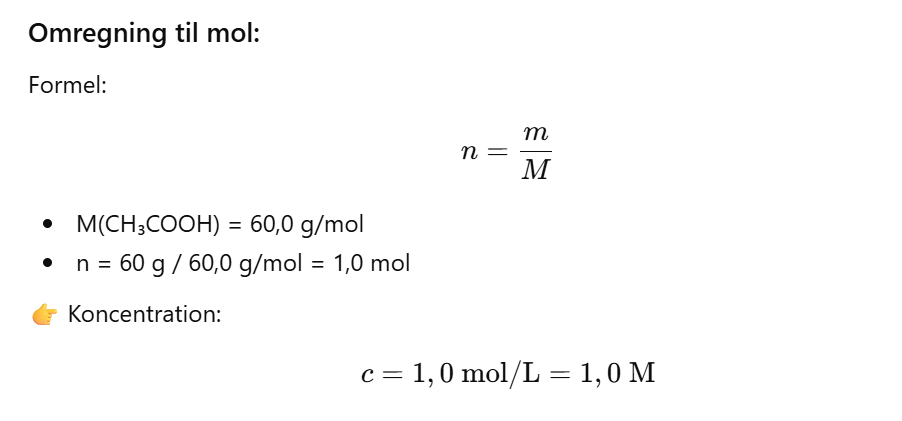 Omregning til mol:
Formel:
n = m/M
• M(CH₃COOH) = 60,0 g/mol
• n = 60 g / 60,0 g/mol = 1,0 mol
👉 Koncentration:
c = 1,0 mol/L = 1,0 M